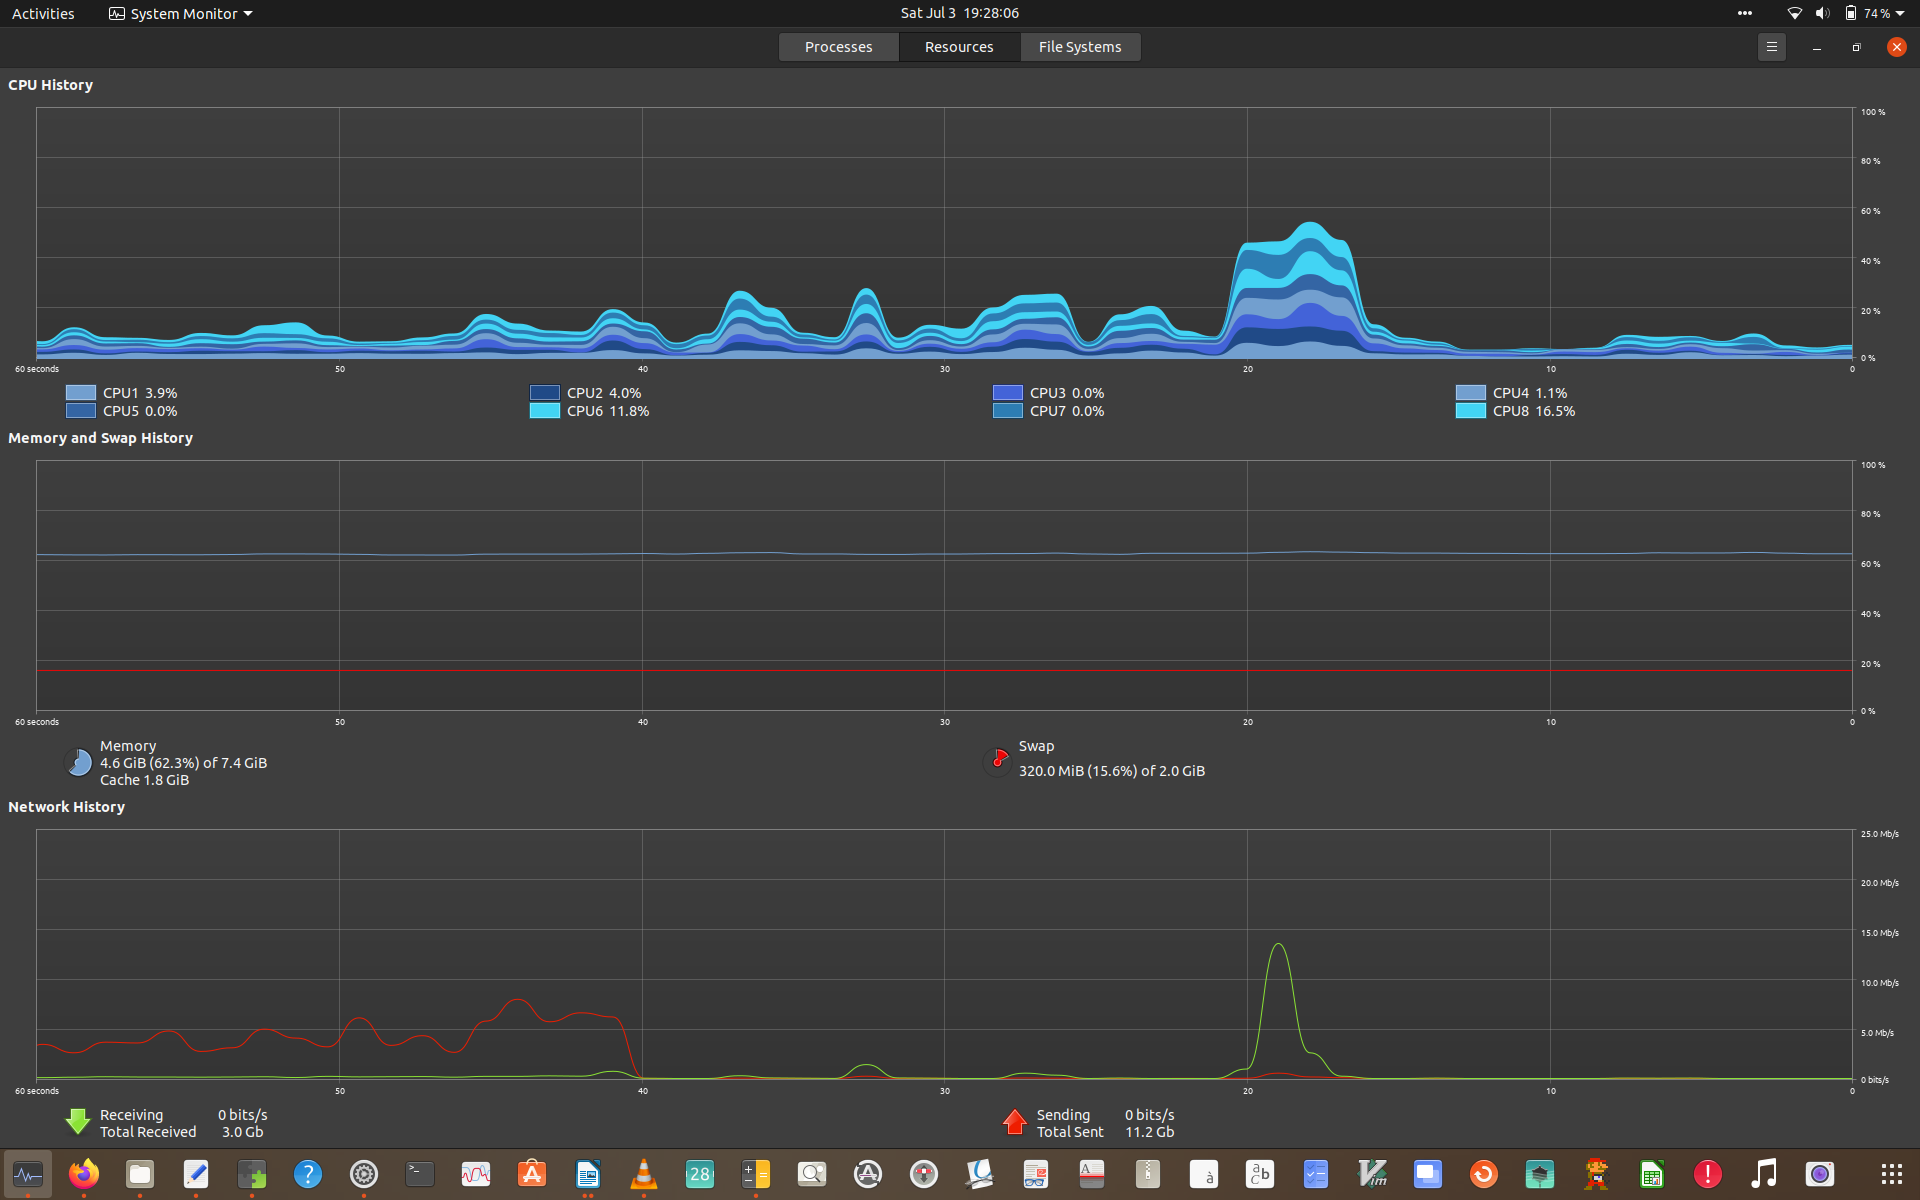 Activities System Monitor Sat Jul 3 19:28:06 74 %
Processes Resources File Systems
CPU History
100 %
80 %
60 %
40 %
20 %
0 %
60 seconds 50 40 30 20 10 0
CPU1 3.9% CPU2 4.0% CPU3 0.0% CPU4 1.1%
CPU5 0.0% CPU6 11.8% CPU7 0.0% CPU8 16.5%
Memory and Swap History
100 %
80 %
60 %
40 %
20 %
0 %
60 seconds 50 40 30 20 10 0
Memory
4.6 GiB (62.3%) of 7.4 GiB
Cache 1.8 GiB
Swap
320.0 MiB (15.6%) of 2.0 GiB
Network History
25.0 Mb/s
20.0 Mb/s
15.0 Mb/s
10.0 Mb/s
5.0 Mb/s
0 bits/s
60 seconds 50 40 30 20 10 0
Receiving 0 bits/s
Total Received 3.0 Gb
Sending 0 bits/s
Total Sent 11.2 Gb
? >_ A 28 A à a b c Vim !